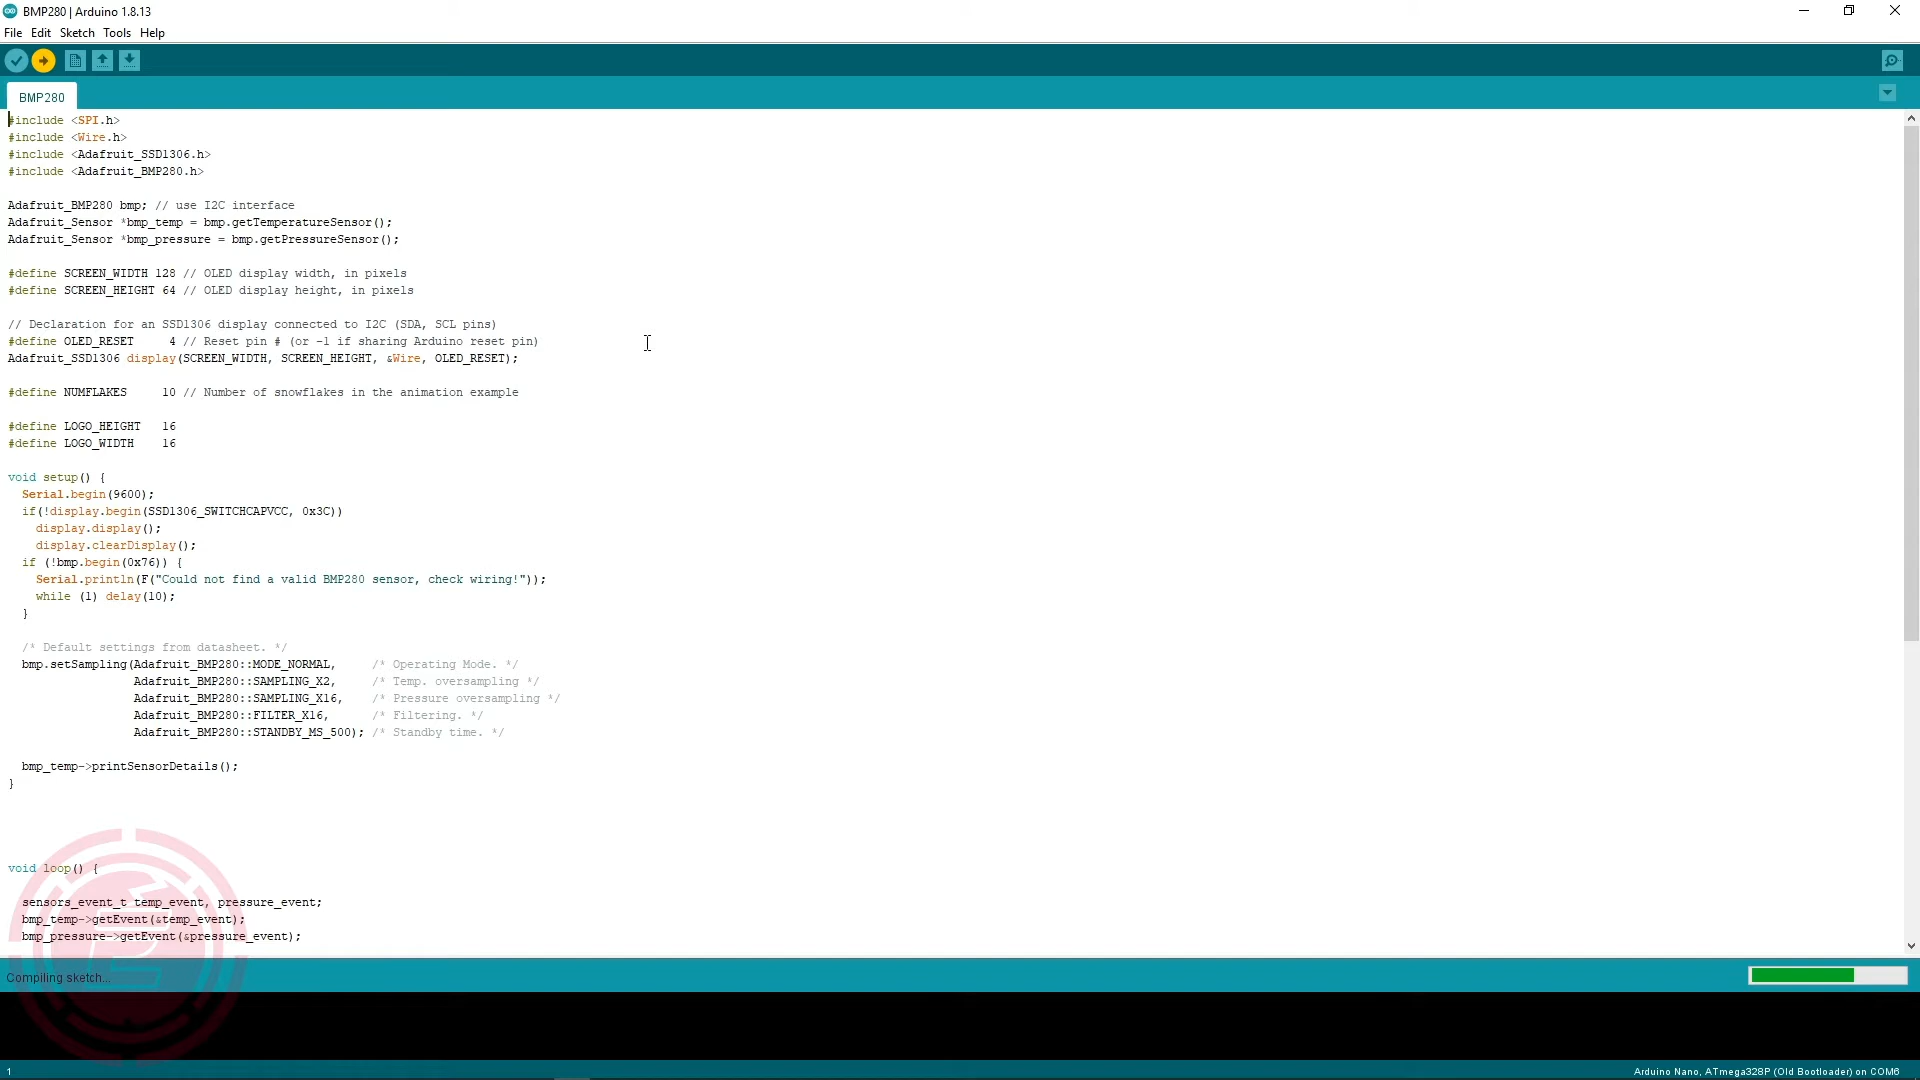 BMP280 | Arduino 1.8.13
File Edit Sketch Tools Help
BMP280
#include <SPI.h>
#include <Wire.h>
#include <Adafruit_SSD1306.h>
#include <Adafruit_BMP280.h>
Adafruit_BMP280 bmp; // use I2C interface
Adafruit_Sensor *bmp_temp = bmp.getTemperatureSensor();
Adafruit_Sensor *bmp_pressure = bmp.getPressureSensor();
#define SCREEN_WIDTH 128 // OLED display width, in pixels
#define SCREEN_HEIGHT 64 // OLED display height, in pixels
// Declaration for an SSD1306 display connected to I2C (SDA, SCL pins)
#define OLED_RESET     4 // Reset pin # (or -1 if sharing Arduino reset pin)
Adafruit_SSD1306 display(SCREEN_WIDTH, SCREEN_HEIGHT, &Wire, OLED_RESET);
#define NUMFLAKES     10 // Number of snowflakes in the animation example
#define LOGO_HEIGHT   16
#define LOGO_WIDTH    16
void setup() {
  Serial.begin(9600);
  if(!display.begin(SSD1306_SWITCHCAPVCC, 0x3C))
    display.display();
    display.clearDisplay();
  if (!bmp.begin(0x76)) {
    Serial.println(F("Could not find a valid BMP280 sensor, check wiring!"));
    while (1) delay(10);
  }
  /* Default settings from datasheet. */
  bmp.setSampling(Adafruit_BMP280::MODE_NORMAL,     /* Operating Mode. */
                  Adafruit_BMP280::SAMPLING_X2,     /* Temp. oversampling */
                  Adafruit_BMP280::SAMPLING_X16,    /* Pressure oversampling */
                  Adafruit_BMP280::FILTER_X16,      /* Filtering. */
                  Adafruit_BMP280::STANDBY_MS_500); /* Standby time. */
  bmp_temp->printSensorDetails();
}
void loop() {
  sensors_event_t temp_event, pressure_event;
  bmp_temp->getEvent(&temp_event);
  bmp_pressure->getEvent(&pressure_event);
Compiling sketch...
1 Arduino Nano, ATmega328P (Old Bootloader) on COM6